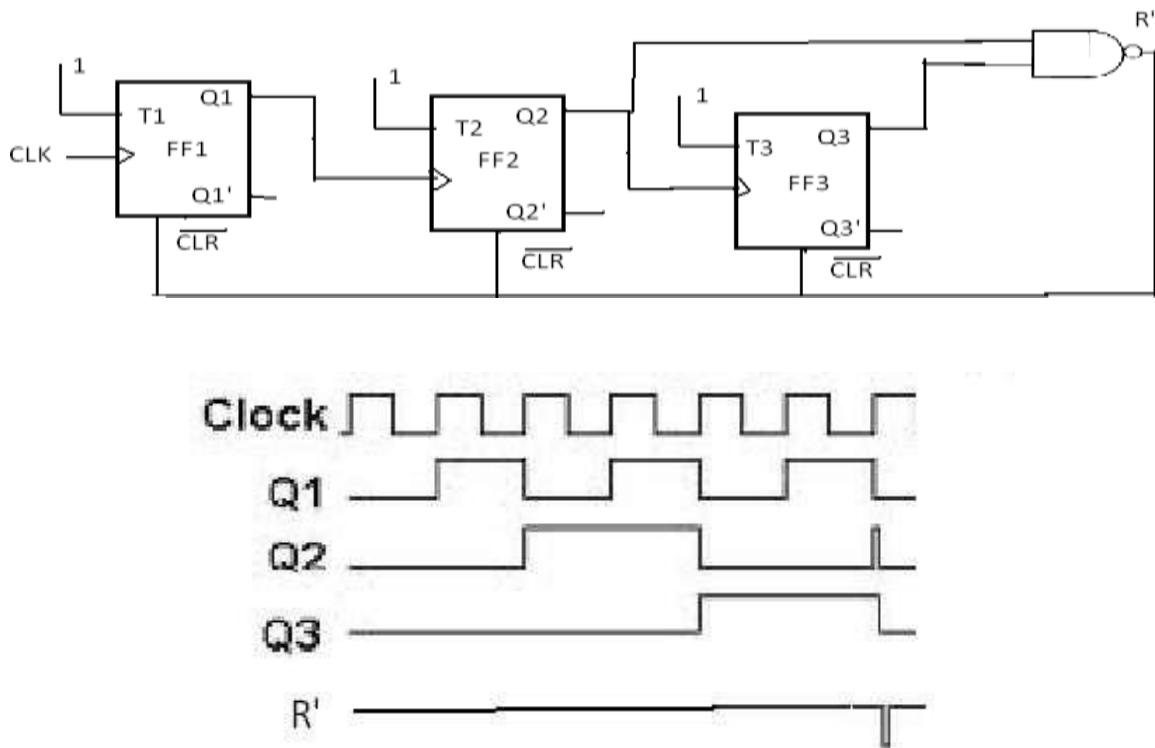 R'
1
T1
Q1
CLK
FF1
Q1'
CLR
1
T2
Q2
FF2
Q2'
CLR
1
T3
Q3
FF3
Q3'
CLR
Clock
Q1
Q2
Q3
R'